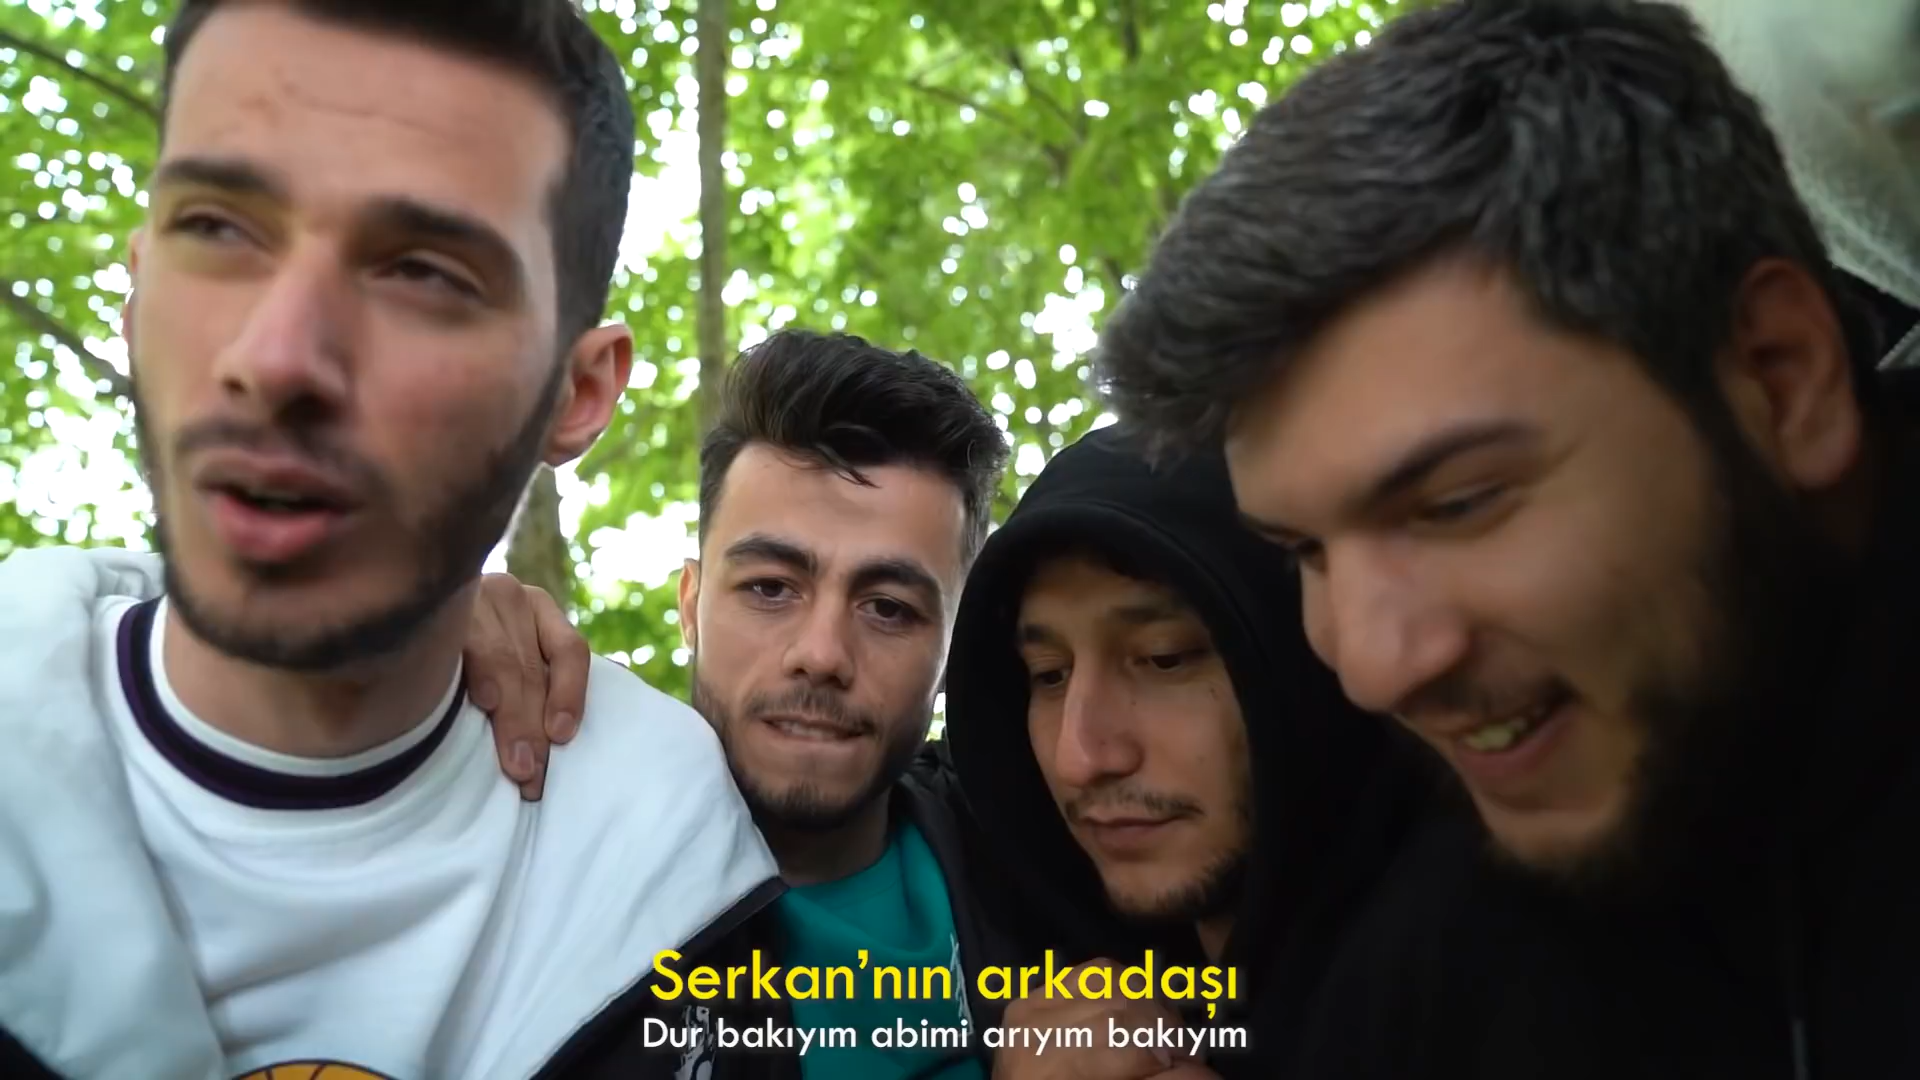 Serkan’nın arkadaşı
Dur bakıyım abimi arıyım bakıyım